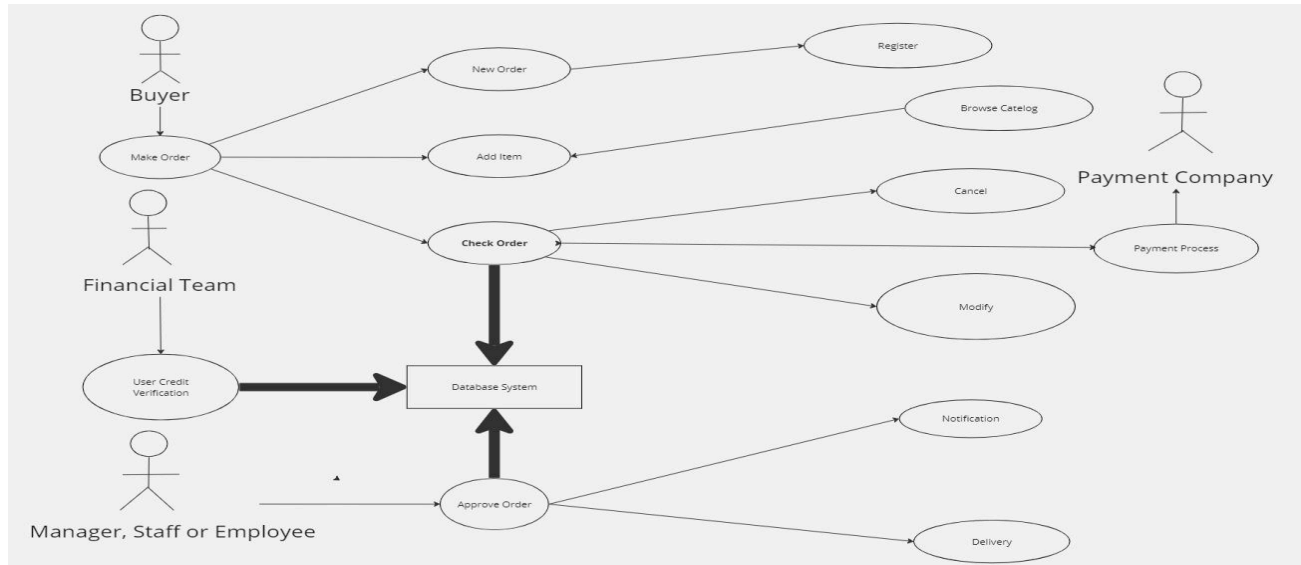 Buyer
Make Order
New Order
Register
Add Item
Browse Catelog
Check Order
Cancel
Payment Process
Payment Company
Modify
Financial Team
User Credit
Verification
Database System
Manager, Staff or Employee
Approve Order
Notification
Delivery